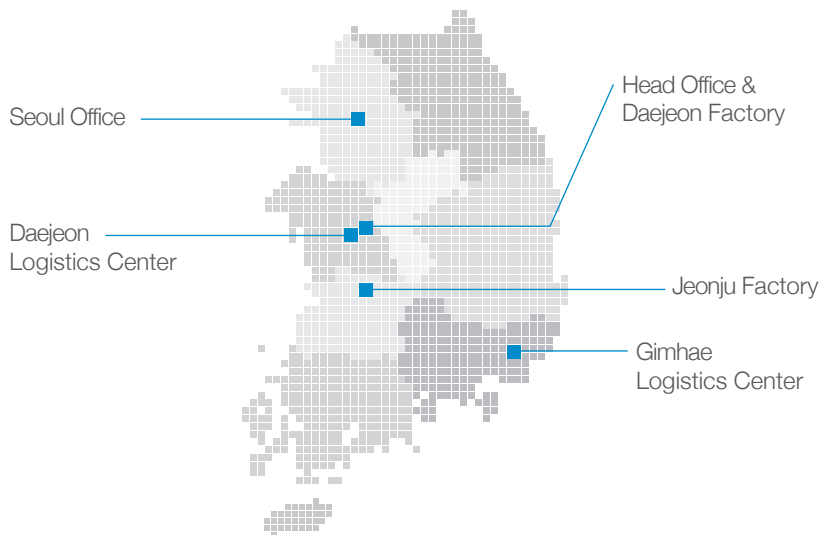 Seoul Office
Head Office &
Daejeon Factory
Daejeon
Logistics Center
Jeonju Factory
Gimhae
Logistics Center